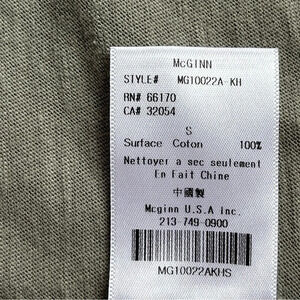 McGINN
STYLE# MG10022A-KH
RN# 66170
CA# 32054
S
Surface Coton 100%
Nettoyer a sec seulement
En Fait Chine
中國製
Mcginn U.S.A Inc.
213-749-0900
MG10022AKHS